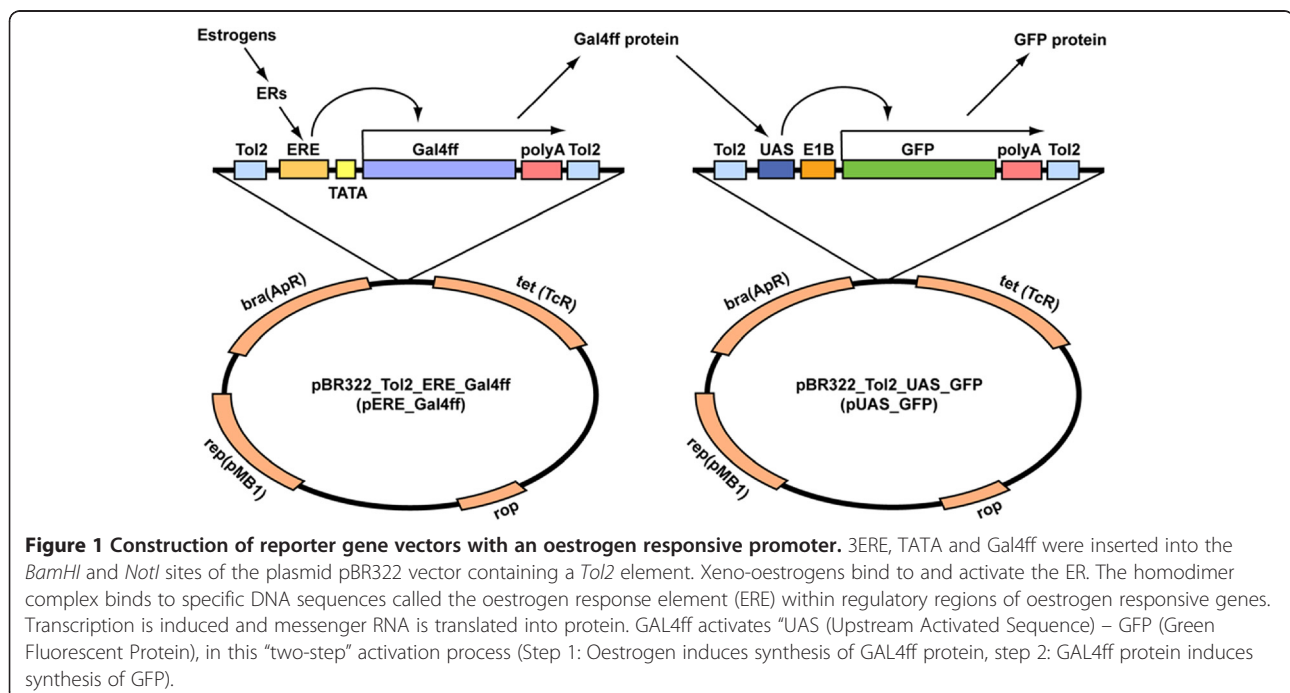 Estrogens
Gal4ff protein
GFP protein
ERs
Tol2 ERE Gal4ff polyA Tol2
TATA
Tol2 UAS E1B GFP polyA Tol2
bra(ApR)
tet (TcR)
pBR322_Tol2_ERE_Gal4ff
(pERE_Gal4ff)
rep(pMB1)
rop
bra(ApR)
tet (TcR)
pBR322_Tol2_UAS_GFP
(pUAS_GFP)
rep(pMB1)
rop
Figure 1 Construction of reporter gene vectors with an oestrogen responsive promoter. 3ERE, TATA and Gal4ff were inserted into the
BamHI and NotI sites of the plasmid pBR322 vector containing a Tol2 element. Xeno-oestrogens bind to and activate the ER. The homodimer
complex binds to specific DNA sequences called the oestrogen response element (ERE) within regulatory regions of oestrogen responsive genes.
Transcription is induced and messenger RNA is translated into protein. GAL4ff activates “UAS (Upstream Activated Sequence) – GFP (Green
Fluorescent Protein), in this “two-step” activation process (Step 1: Oestrogen induces synthesis of GAL4ff protein, step 2: GAL4ff protein induces
synthesis of GFP).